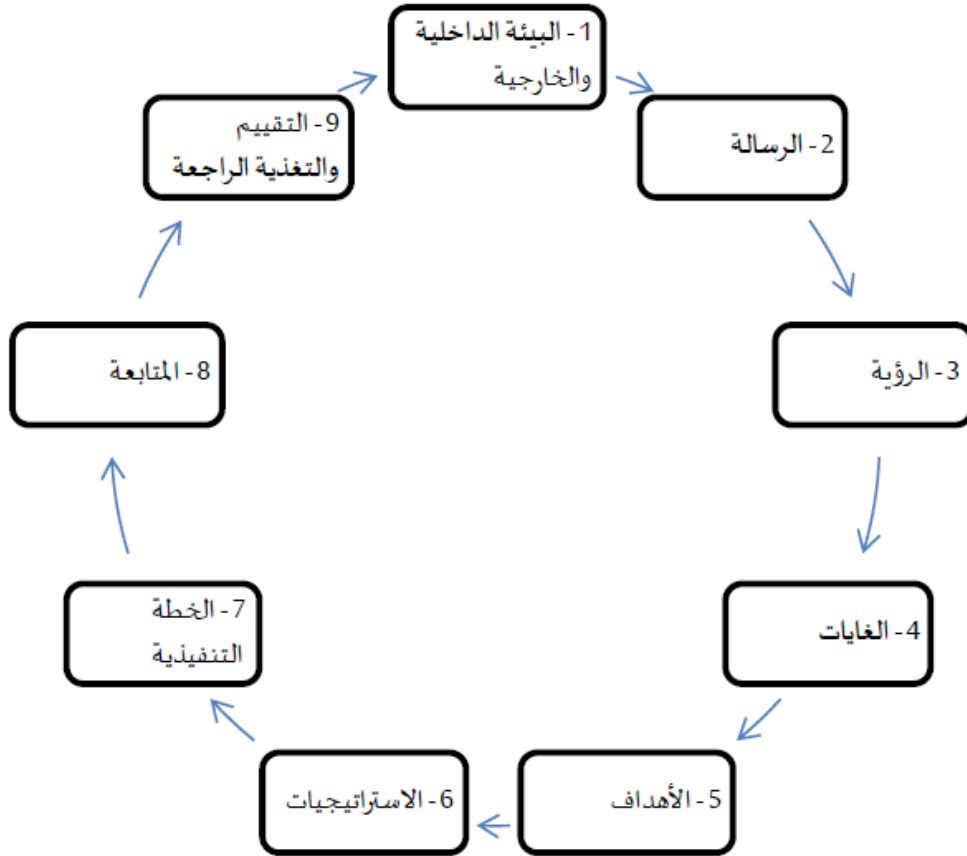 1- البيئة الداخلية
والخارجية
2- الرسالة
3- الرؤية
4- الغايات
5- الأهداف
6- الاستراتيجيات
7- الخطة
التنفيذية
8- المتابعة
9- التقييم
والتغذية الراجعة